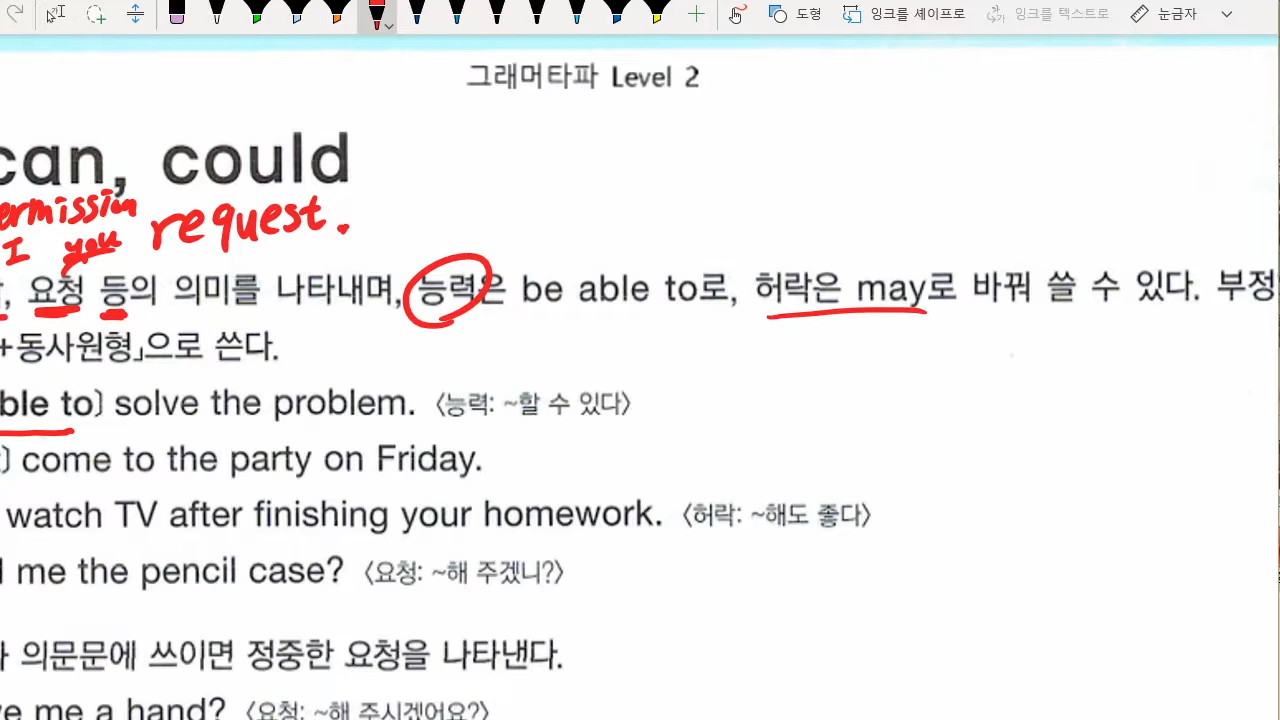 도형 잉크를 셰이프로 잉크를 텍스트로 눈금자
그래머타파 Level 2
can, could
ermission
I you request.
, 요청 등의 의미를 나타내며, 능력은 be able to로, 허락은 may로 바꿔 쓸 수 있다. 부정
+동사원형」으로 쓴다.
ble to) solve the problem. 〈능력: ~할 수 있다〉
) come to the party on Friday.
watch TV after finishing your homework. 〈허락: ~해도 좋다〉
me the pencil case? 〈요청: ~해 주겠니?〉
의문문에 쓰이면 정중한 요청을 나타낸다.
ve me a hand? 〈요청: ~해 주시겠어요?〉